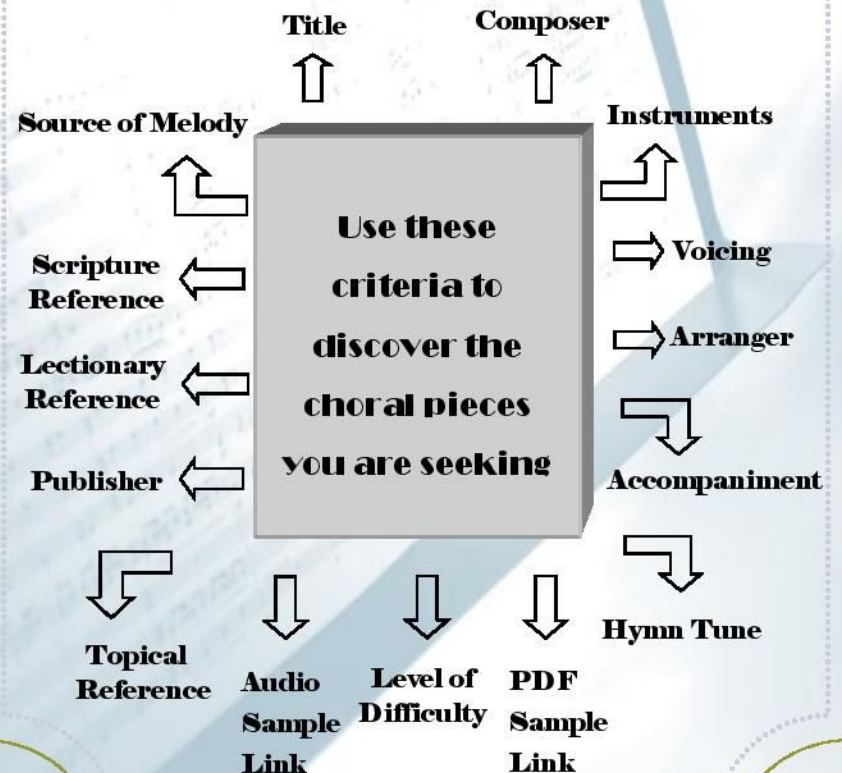 Title
Composer
Source of Melody
Instruments
Use these
criteria to
discover the
choral pieces
you are seeking
Scripture
Reference
Voicing
Lectionary
Reference
Arranger
Publisher
Accompaniment
Topical
Reference
Audio
Sample
Link
Level of
Difficulty
PDF
Sample
Link
Hymn Tune